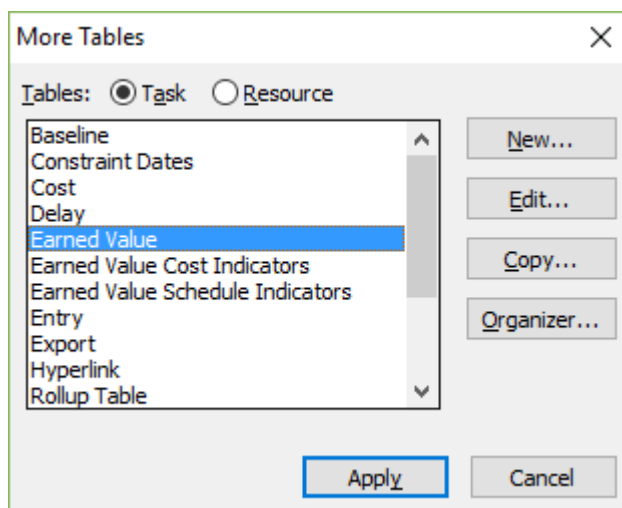 More Tables
Tables: Task Resource
Baseline
Constraint Dates
Cost
Delay
Earned Value
Earned Value Cost Indicators
Earned Value Schedule Indicators
Entry
Export
Hyperlink
Rollup Table
New...
Edit...
Copy...
Organizer...
Apply
Cancel